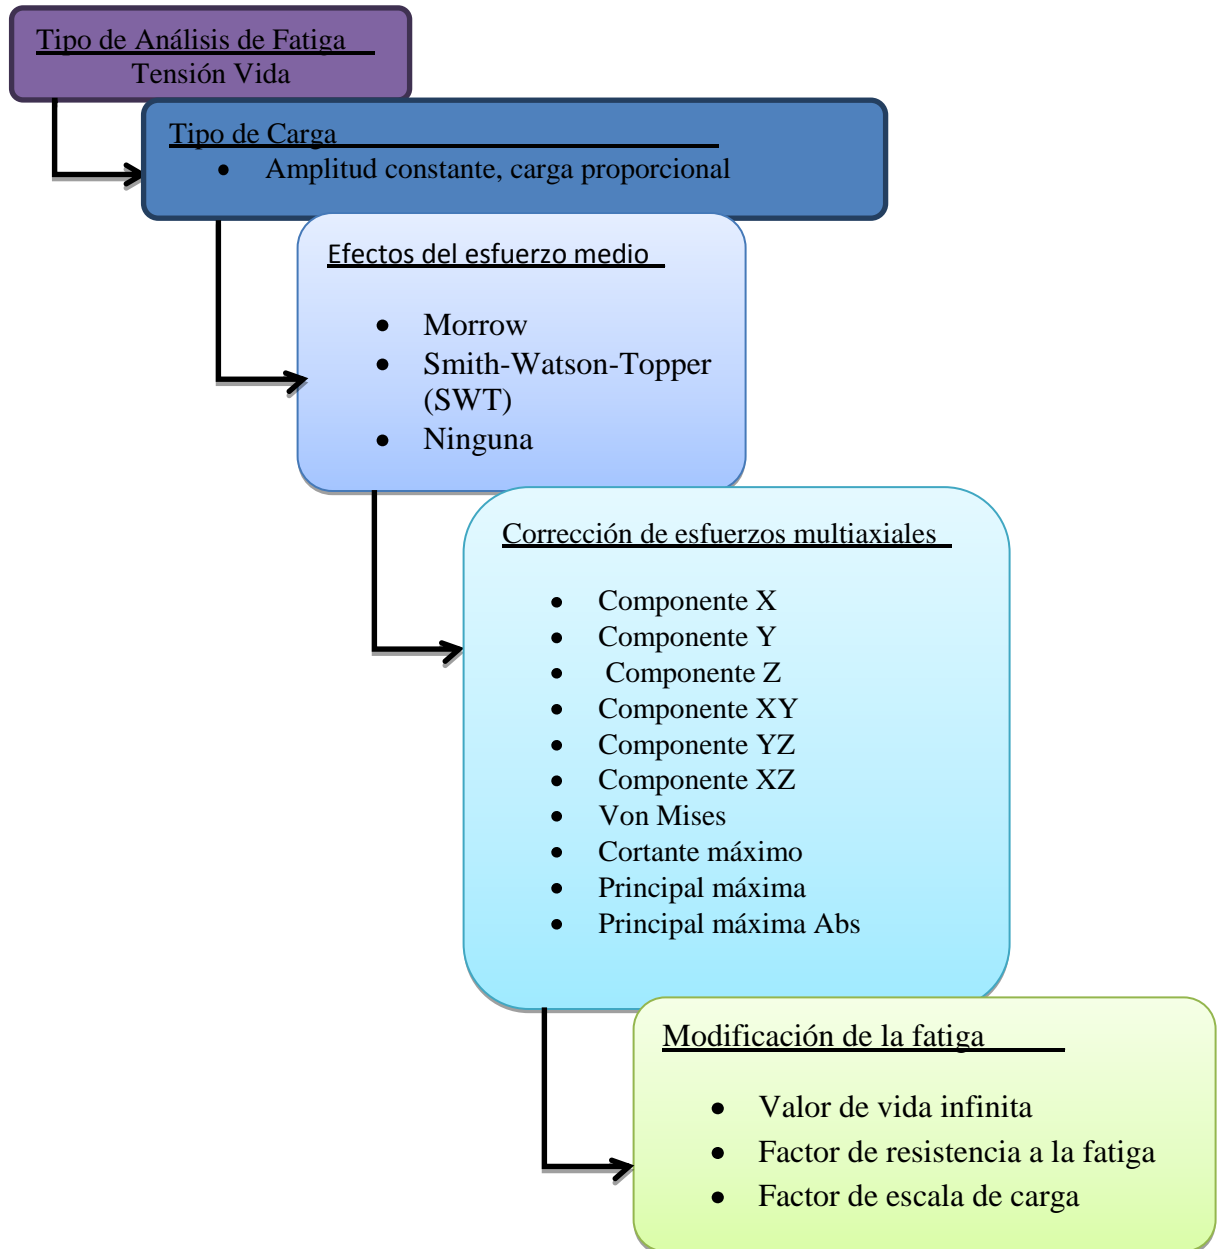 Tipo de Análisis de Fatiga
Tensión Vida
Tipo de Carga
• Amplitud constante, carga proporcional
Efectos del esfuerzo medio
• Morrow
• Smith-Watson-Topper
(SWT)
• Ninguna
Corrección de esfuerzos multiaxiales
• Componente X
• Componente Y
• Componente Z
• Componente XY
• Componente YZ
• Componente XZ
• Von Mises
• Cortante máximo
• Principal máxima
• Principal máxima Abs
Modificación de la fatiga
• Valor de vida infinita
• Factor de resistencia a la fatiga
• Factor de escala de carga